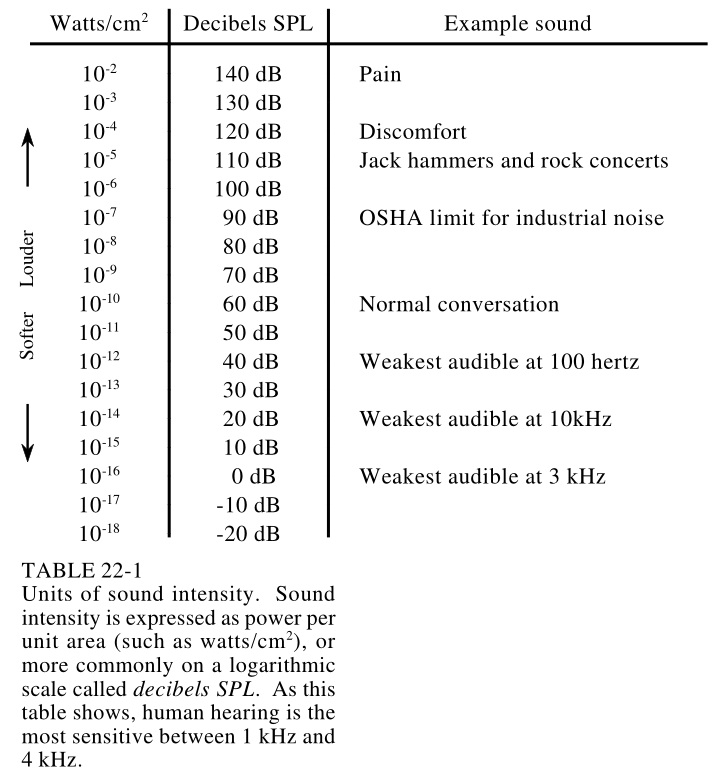 Watts/cm² Decibels SPL Example sound
10⁻² 140 dB Pain
10⁻³ 130 dB
10⁻⁴ 120 dB Discomfort
10⁻⁵ 110 dB Jack hammers and rock concerts
10⁻⁶ 100 dB
10⁻⁷ 90 dB OSHA limit for industrial noise
10⁻⁸ 80 dB
10⁻⁹ 70 dB
10⁻¹⁰ 60 dB Normal conversation
10⁻¹¹ 50 dB
10⁻¹² 40 dB Weakest audible at 100 hertz
10⁻¹³ 30 dB
10⁻¹⁴ 20 dB Weakest audible at 10kHz
10⁻¹⁵ 10 dB
10⁻¹⁶ 0 dB Weakest audible at 3 kHz
10⁻¹⁷ -10 dB
10⁻¹⁸ -20 dB
Softer Louder
TABLE 22-1
Units of sound intensity. Sound
intensity is expressed as power per
unit area (such as watts/cm²), or
more commonly on a logarithmic
scale called decibels SPL. As this
table shows, human hearing is the
most sensitive between 1 kHz and
4 kHz.